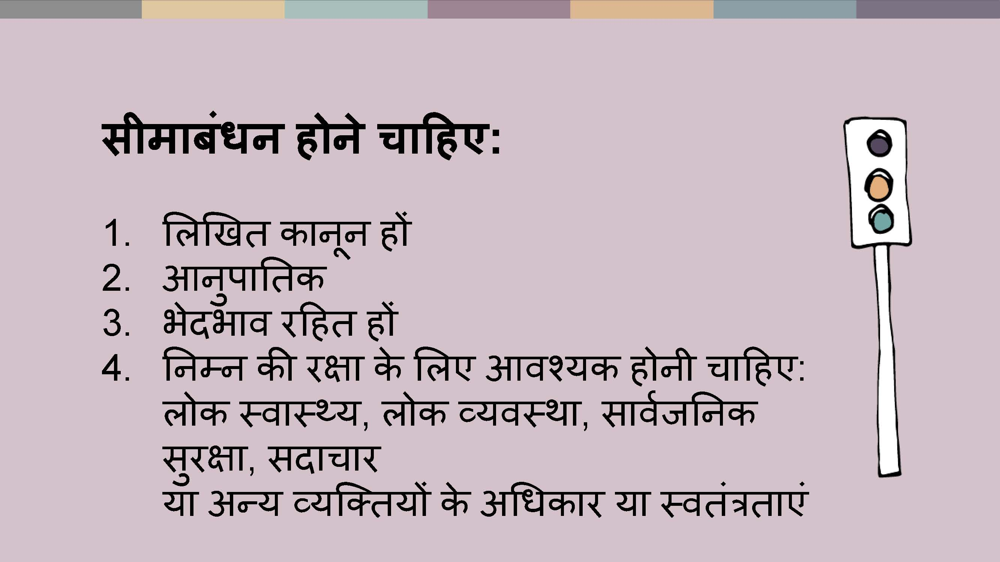 सीमाबंधन होने चाहिए:
1. लिखित कानून हों
2. आनुपातिक
3. भेदभाव रहित हों
4. निम्न की रक्षा के लिए आवश्यक होनी चाहिए:
लोक स्वास्थ्य, लोक व्यवस्था, सार्वजनिक
सुरक्षा, सदाचार
या अन्य व्यक्तियों के अधिकार या स्वतंत्रताएं